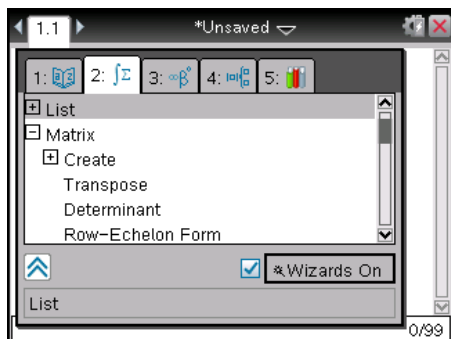 1.1 *Unsaved
1: 2: ∫Σ 3: ∞β° 4: 5:
List
Matrix
Create
Transpose
Determinant
Row-Echelon Form
Wizards On
List
0/99